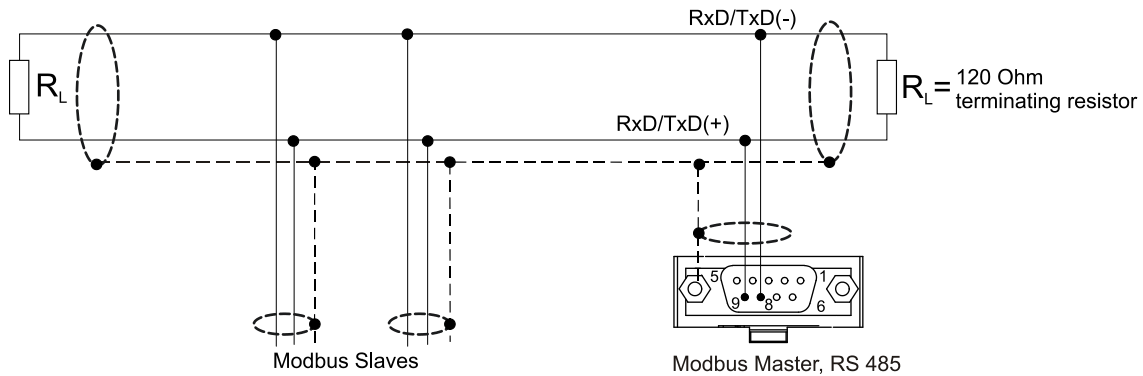 RxD/TxD(-)
RL
RL= 120 Ohm
terminating resistor
RxD/TxD(+)
5
1
9
8
6
Modbus Slaves
Modbus Master, RS 485